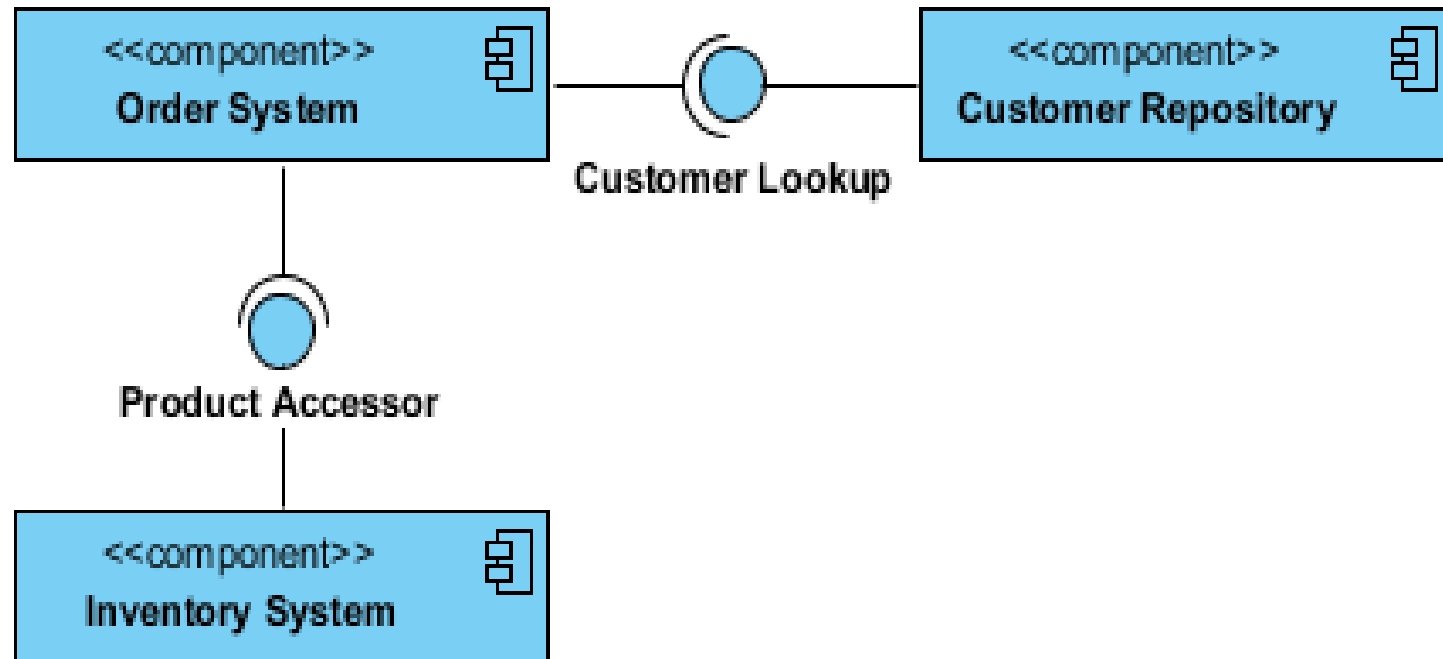 <<component>>
Order System
<<component>>
Customer Repository
Customer Lookup
Product Accessor
<<component>>
Inventory System